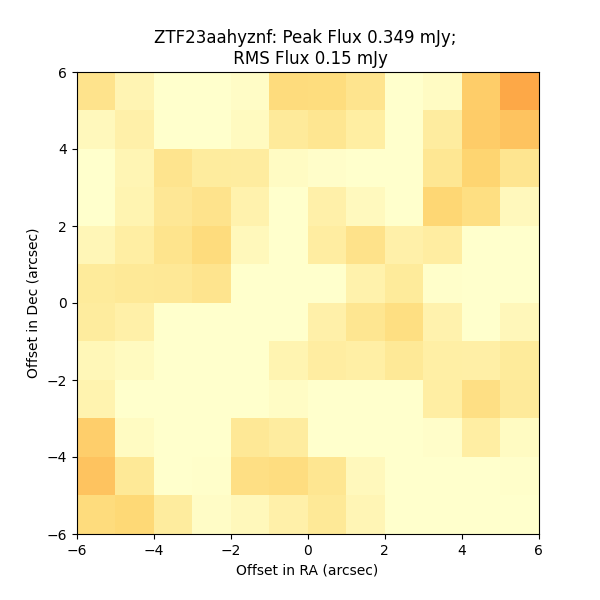 ZTF23aahyznf: Peak Flux 0.349 mJy;
RMS Flux 0.15 mJy
6
4
2
0
−2
−4
−6
Offset in Dec (arcsec)
−6 −4 −2 0 2 4 6
Offset in RA (arcsec)